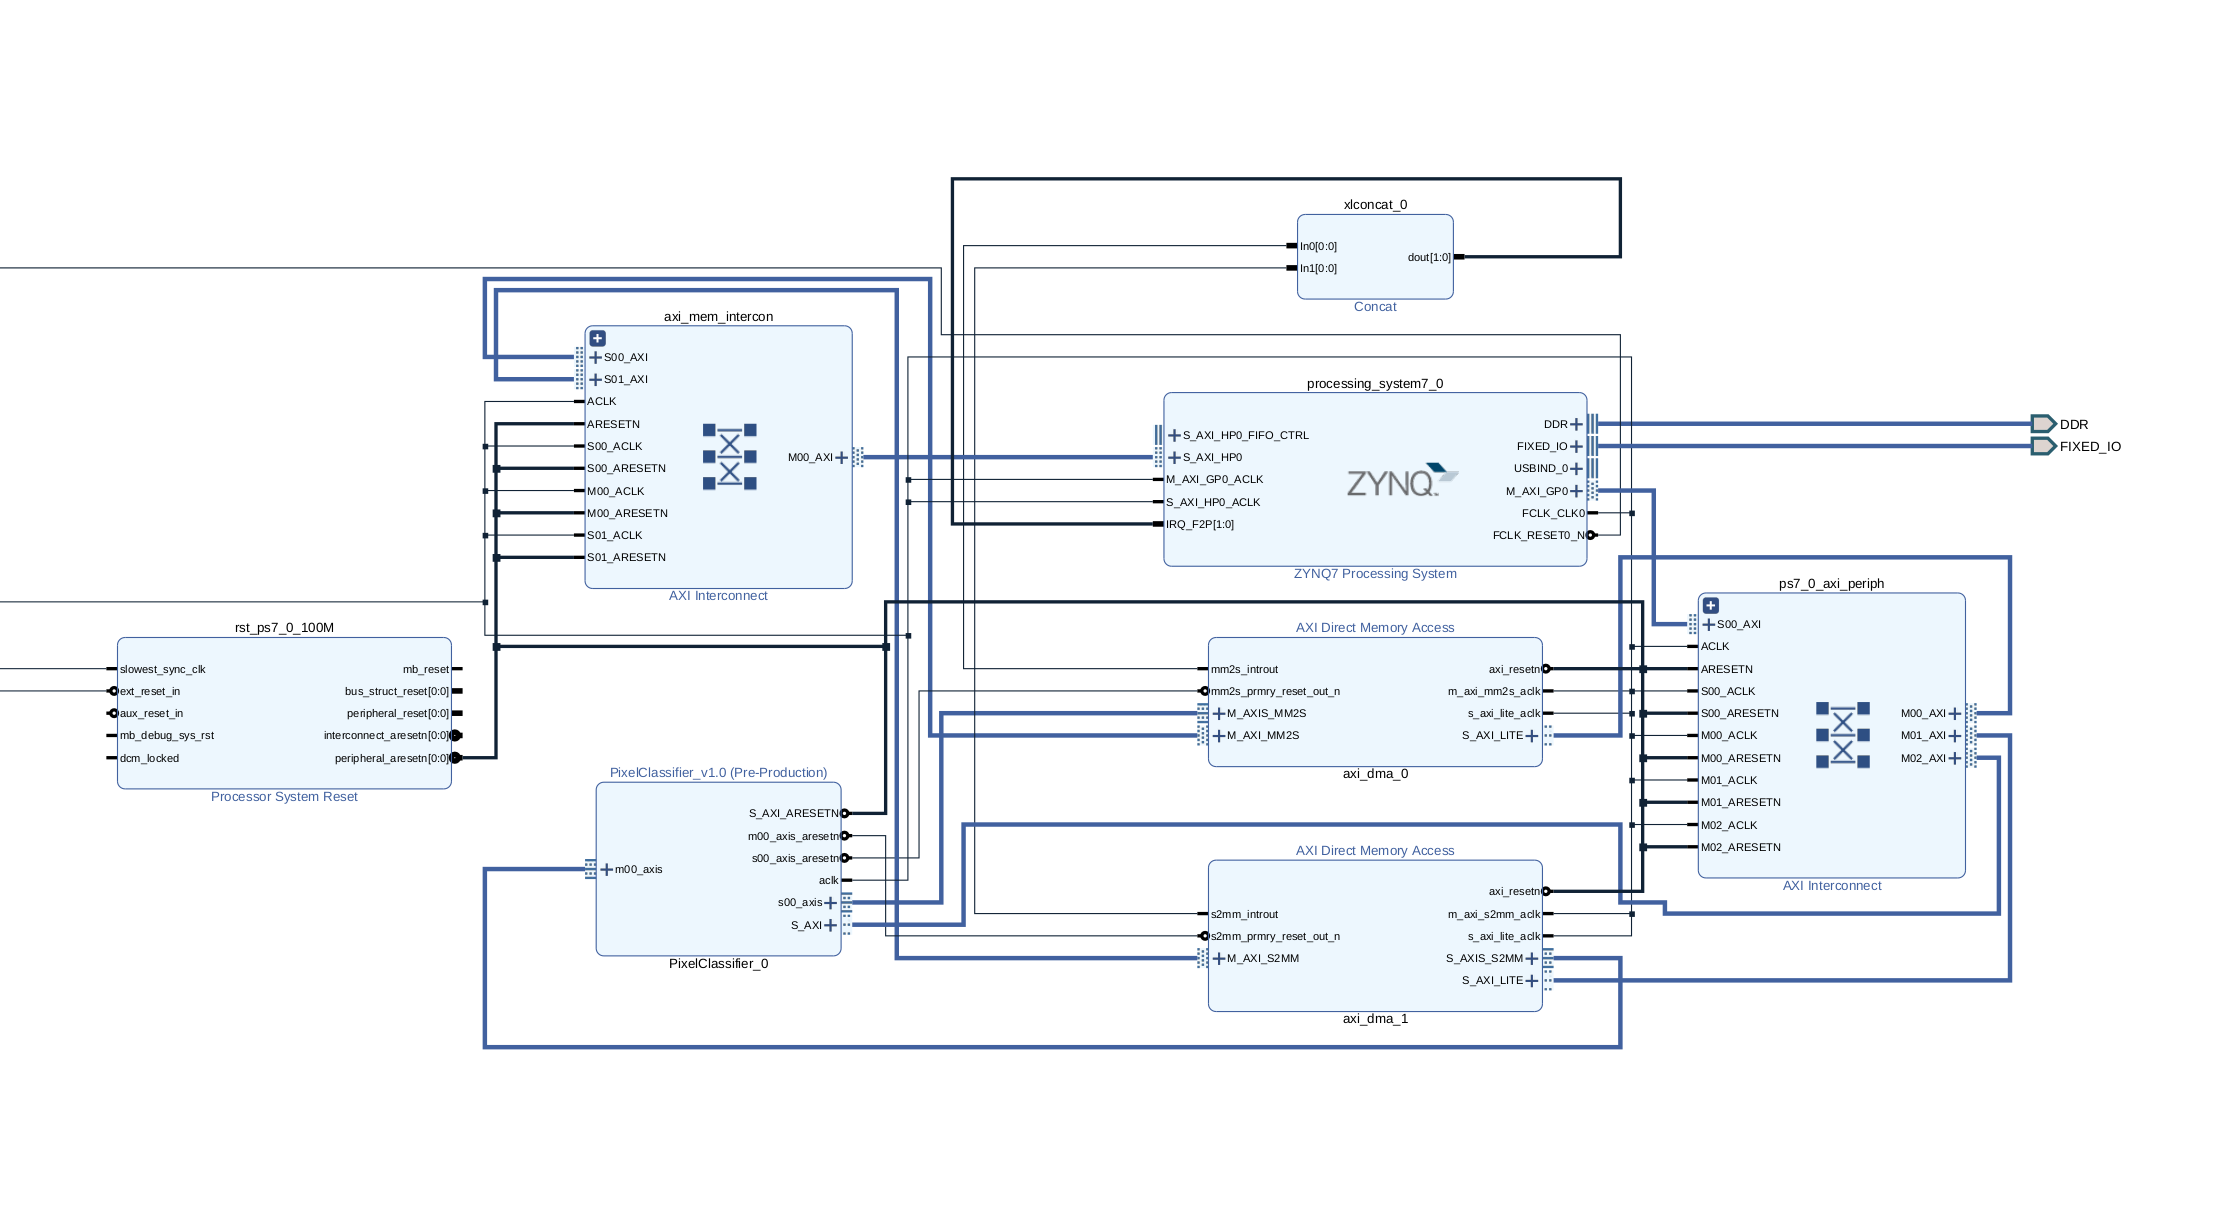 xlconcat_0
In0[0:0]
In1[0:0]
dout[1:0]
Concat
axi_mem_intercon
S00_AXI
S01_AXI
ACLK
ARESETN
S00_ACLK
S00_ARESETN
M00_ACLK
M00_ARESETN
S01_ACLK
S01_ARESETN
M00_AXI
AXI Interconnect
processing_system7_0
S_AXI_HP0_FIFO_CTRL
S_AXI_HP0
M_AXI_GP0_ACLK
S_AXI_HP0_ACLK
IRQ_F2P[1:0]
ZYNQ
DDR
FIXED_IO
USBIND_0
M_AXI_GP0
FCLK_CLK0
FCLK_RESET0_N
ZYNQ7 Processing System
DDR
FIXED_IO
rst_ps7_0_100M
slowest_sync_clk
ext_reset_in
aux_reset_in
mb_debug_sys_rst
dcm_locked
mb_reset
bus_struct_reset[0:0]
peripheral_reset[0:0]
interconnect_aresetn[0:0]
peripheral_aresetn[0:0]
Processor System Reset
AXI Direct Memory Access
mm2s_introut
mm2s_prmry_reset_out_n
M_AXIS_MM2S
M_AXI_MM2S
axi_resetn
m_axi_mm2s_aclk
s_axi_lite_aclk
S_AXI_LITE
axi_dma_0
ps7_0_axi_periph
S00_AXI
ACLK
ARESETN
S00_ACLK
S00_ARESETN
M00_ACLK
M00_ARESETN
M01_ACLK
M01_ARESETN
M02_ACLK
M02_ARESETN
M00_AXI
M01_AXI
M02_AXI
AXI Interconnect
PixelClassifier_v1.0 (Pre-Production)
m00_axis
S_AXI_ARESETN
m00_axis_aresetn
s00_axis_aresetn
aclk
s00_axis
S_AXI
PixelClassifier_0
AXI Direct Memory Access
s2mm_introut
s2mm_prmry_reset_out_n
M_AXI_S2MM
axi_resetn
m_axi_s2mm_aclk
s_axi_lite_aclk
S_AXIS_S2MM
S_AXI_LITE
axi_dma_1